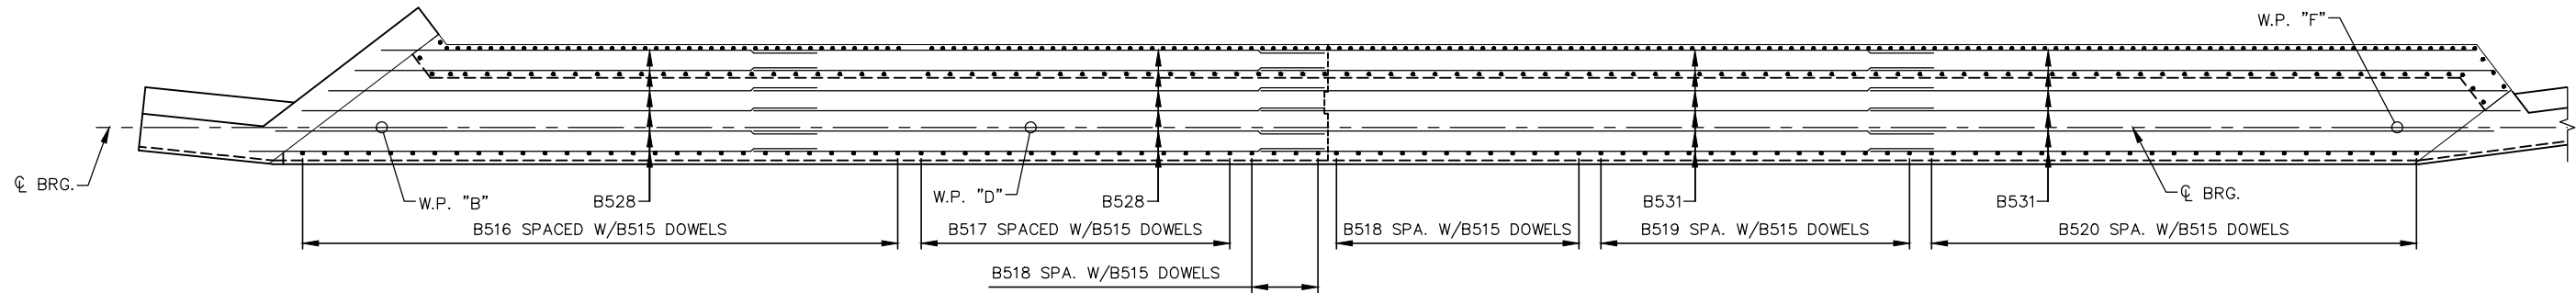 W.P. "F"
℄ BRG.
W.P. "B"
B528
W.P. "D"
B528
B531
B531
℄ BRG.
B516 SPACED W/B515 DOWELS
B517 SPACED W/B515 DOWELS
B518 SPA. W/B515 DOWELS
B519 SPA. W/B515 DOWELS
B520 SPA. W/B515 DOWELS
B518 SPA. W/B515 DOWELS